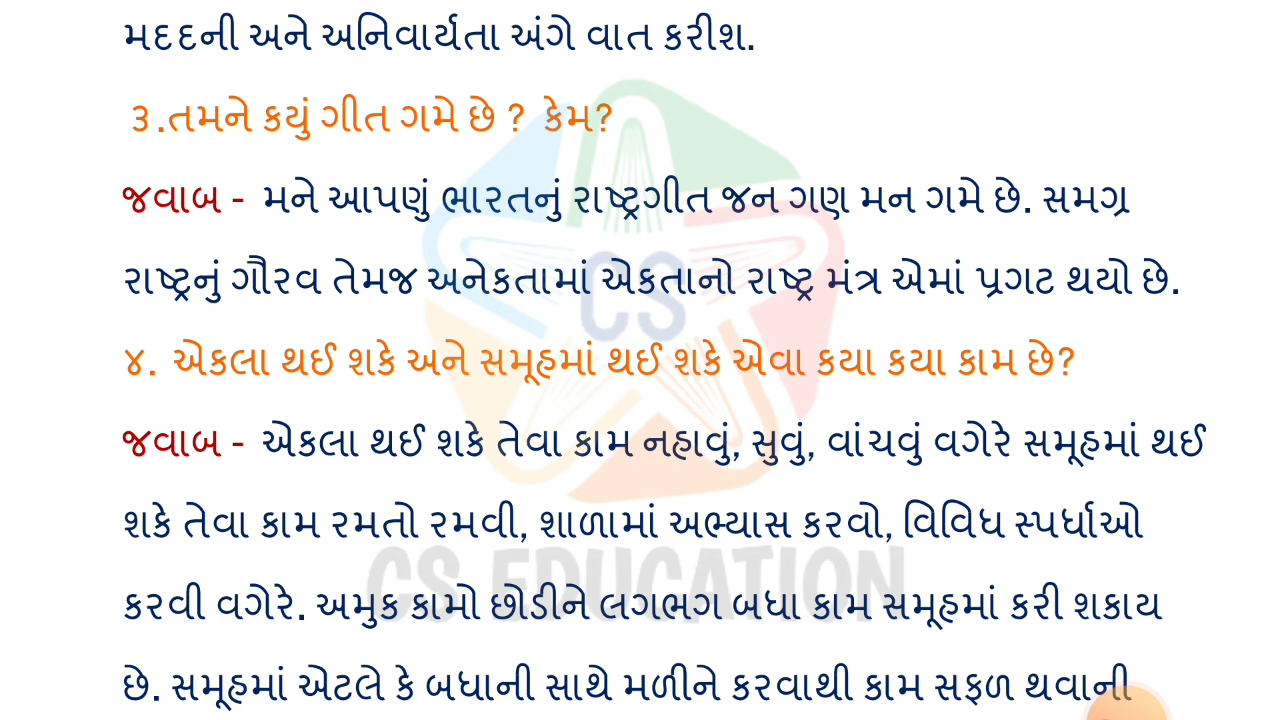 મદદની અને અનિવાર્યતા અંગે વાત કરીશ.
૩.તમને કયું ગીત ગમે છે ? કેમ?
જવાબ - મને આપણું ભારતનું રાષ્ટ્રગીત જન ગણ મન ગમે છે. સમગ્ર
રાષ્ટ્રનું ગૌરવ તેમજ અનેકતામાં એકતાનો રાષ્ટ્ર મંત્ર એમાં પ્રગટ થયો છે.
CS
૪. એકલા થઈ શકે અને સમૂહમાં થઈ શકે એવા કયા કયા કામ છે?
જવાબ - એકલા થઈ શકે તેવા કામ નહાવું, સુવું, વાંચવું વગેરે સમૂહમાં થઈ
શકે તેવા કામ રમતો રમવી, શાળામાં અભ્યાસ કરવો, વિવિધ સ્પર્ધાઓ
CS EDUCATION
કરવી વગેરે. અમુક કામો છોડીને લગભગ બધા કામ સમૂહમાં કરી શકાય
છે. સમૂહમાં એટલે કે બધાની સાથે મળીને કરવાથી કામ સફળ થવાની